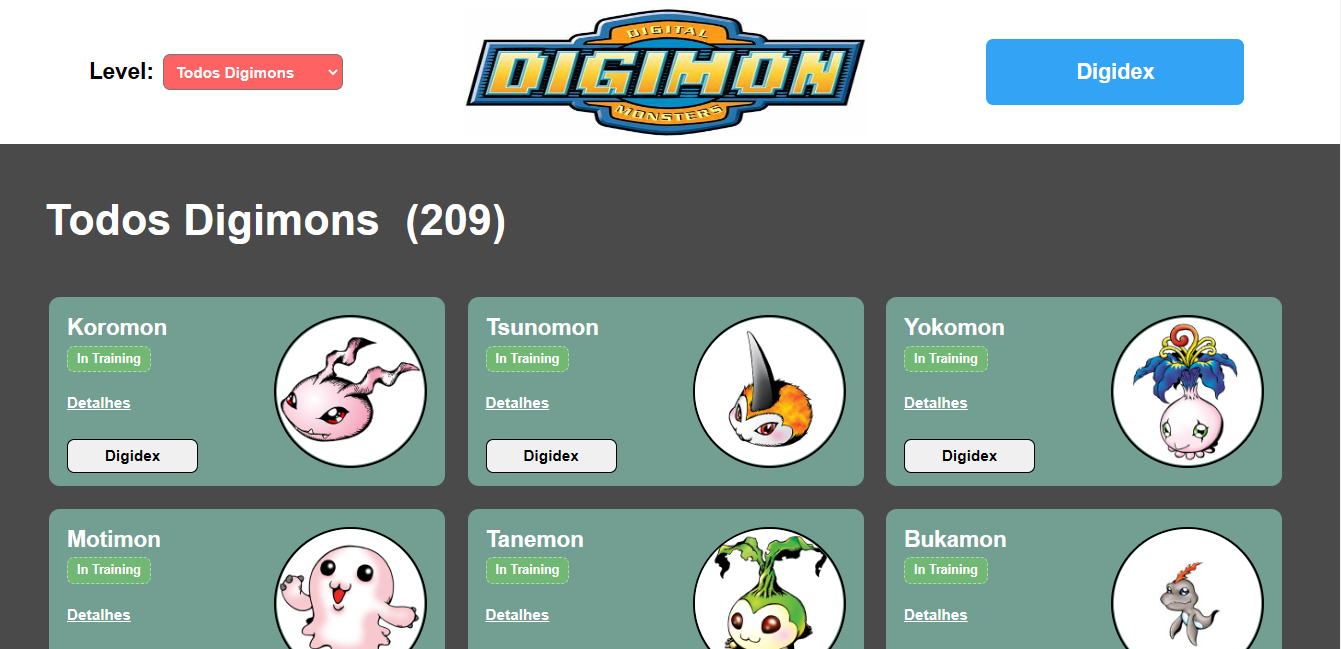 Level: Todos Digimons
DIGITAL
DIGIMON
MONSTERS
Digidex
Todos Digimons (209)
Koromon
In Training
Detalhes
Digidex
Tsunomon
In Training
Detalhes
Digidex
Yokomon
In Training
Detalhes
Digidex
Motimon
In Training
Detalhes
Tanemon
In Training
Detalhes
Bukamon
In Training
Detalhes